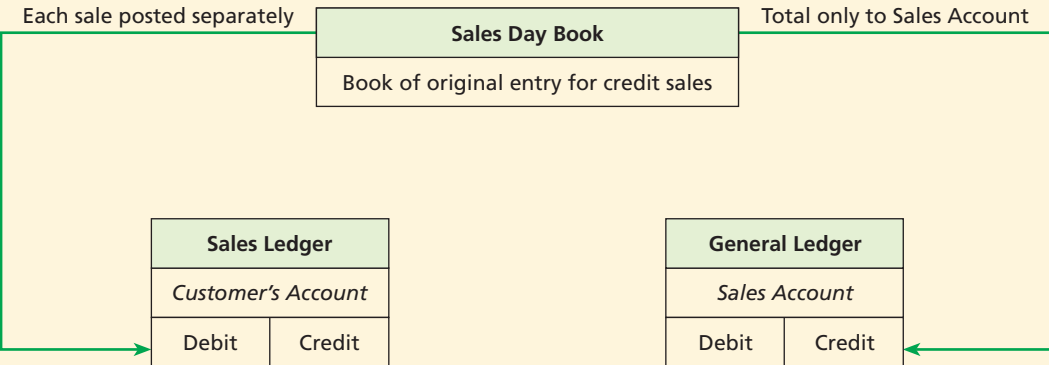 Each sale posted separately
Sales Day Book
Total only to Sales Account
Book of original entry for credit sales
Sales Ledger
General Ledger
Customer's Account
Sales Account
Debit
Credit
Debit
Credit